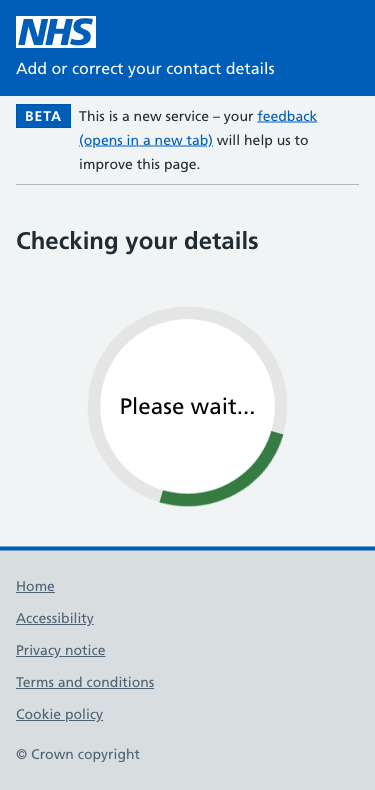 NHS
Add or correct your contact details
BETA This is a new service – your feedback
(opens in a new tab) will help us to
improve this page.
Checking your details
Please wait...
Home
Accessibility
Privacy notice
Terms and conditions
Cookie policy
© Crown copyright